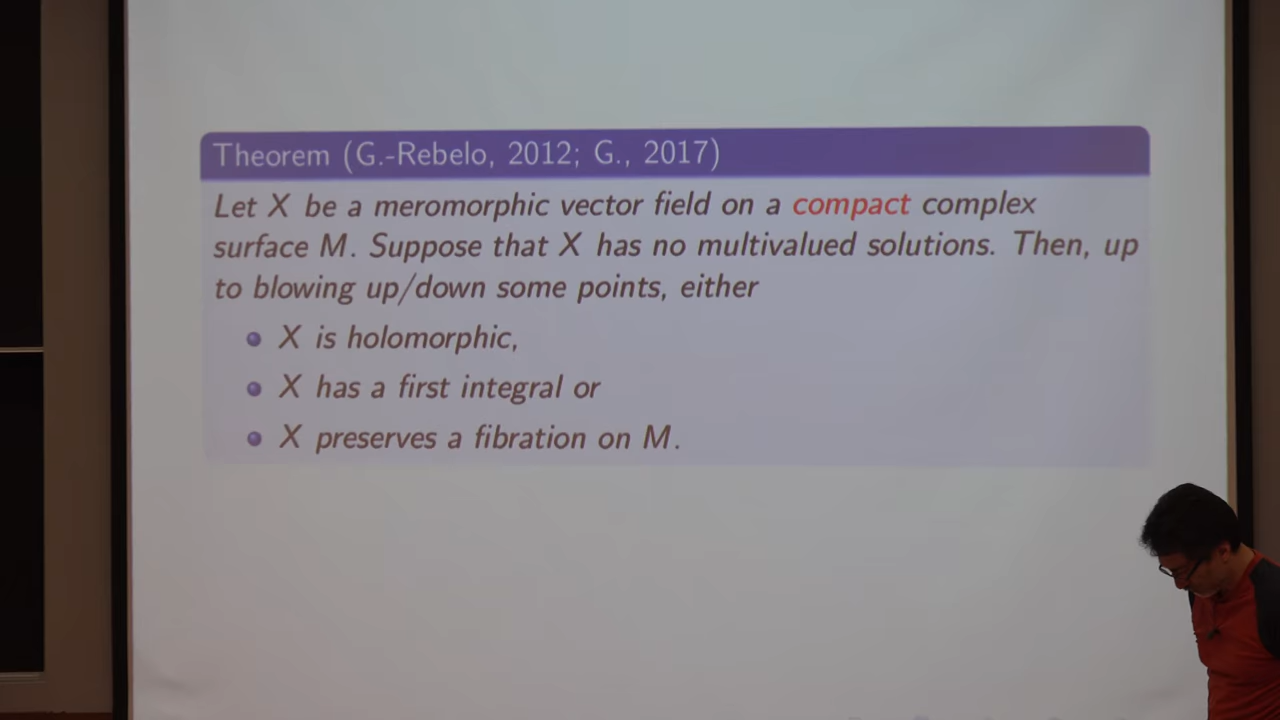 Theorem (G.-Rebelo, 2012; G., 2017)
Let X be a meromorphic vector field on a compact complex
surface M. Suppose that X has no multivalued solutions. Then, up
to blowing up/down some points, either
X is holomorphic,
X has a first integral or
X preserves a fibration on M.